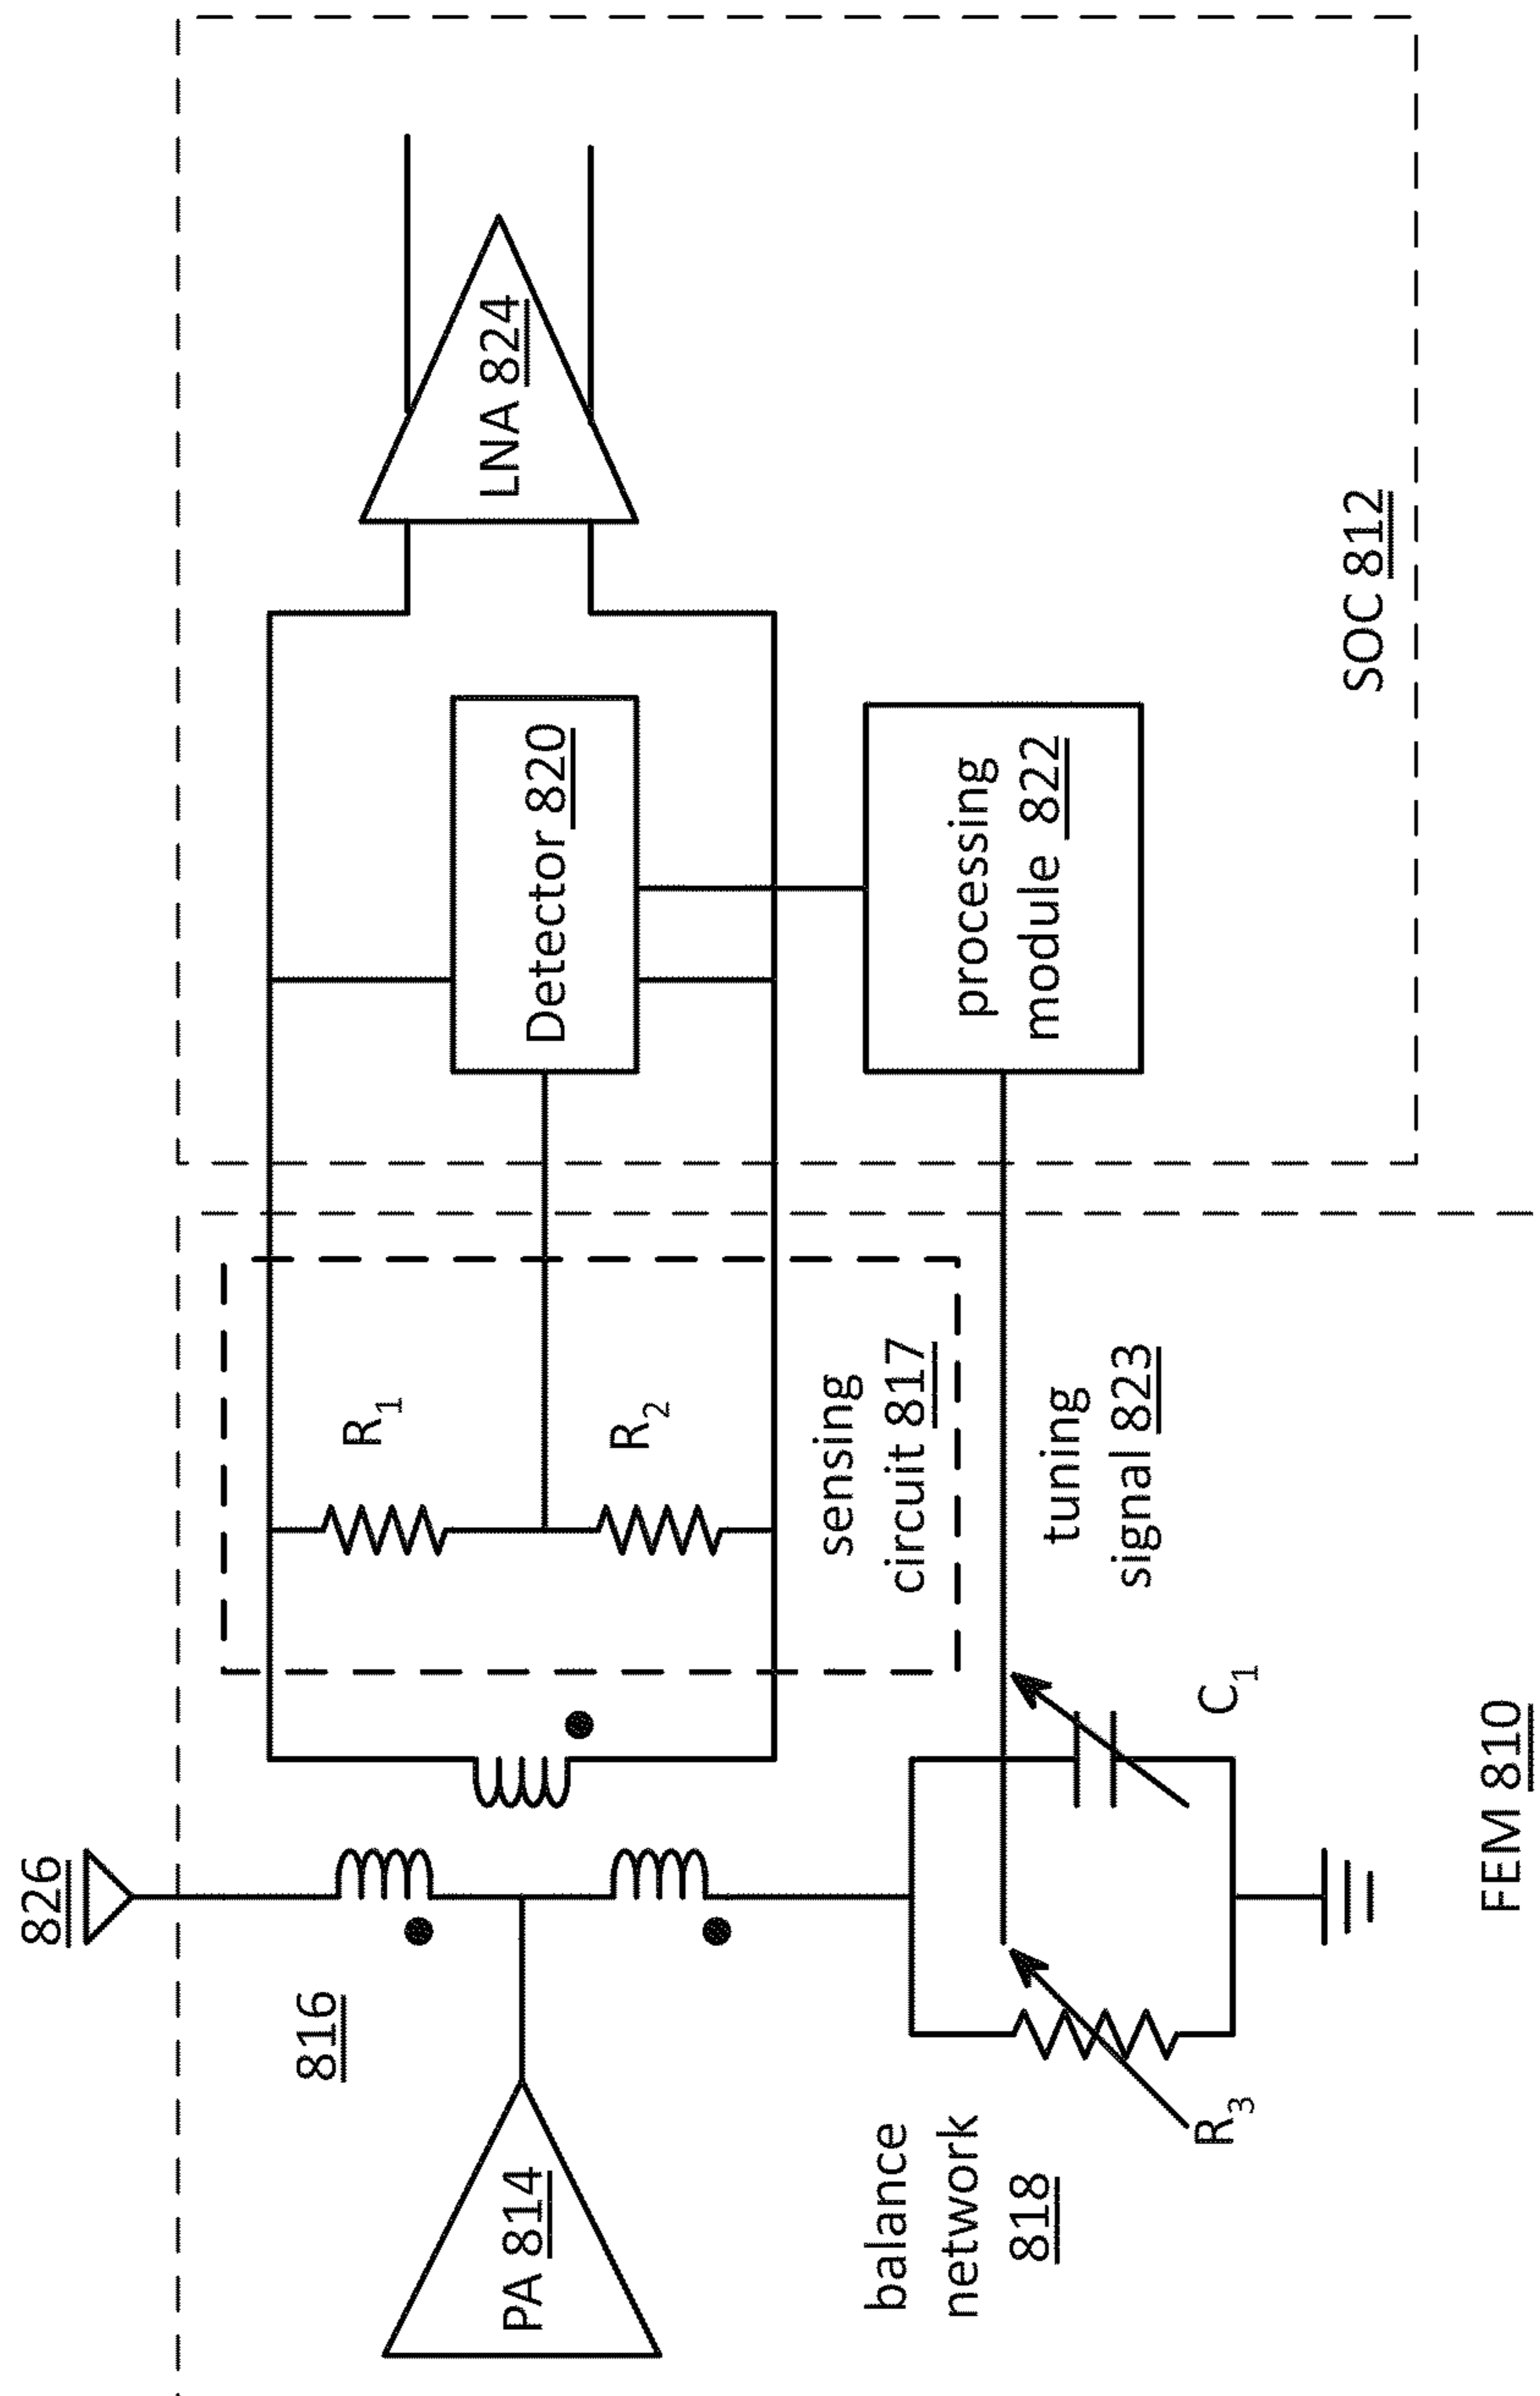 826
816
PA 814
balance
network
818
R3
C1
R1
R2
sensing
circuit 817
tuning
signal 823
FEM 810
Detector 820
processing
module 822
LNA 824
SOC 812